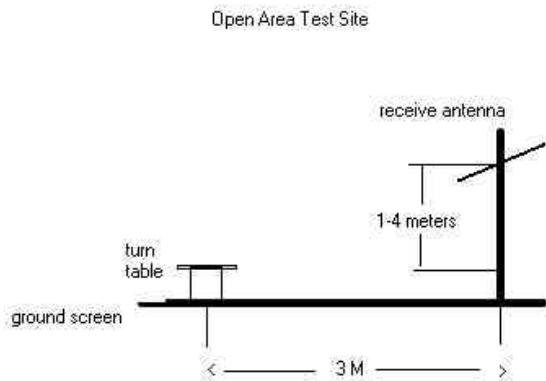 Open Area Test Site
receive antenna
1-4 meters
turn
table
ground screen
3 M